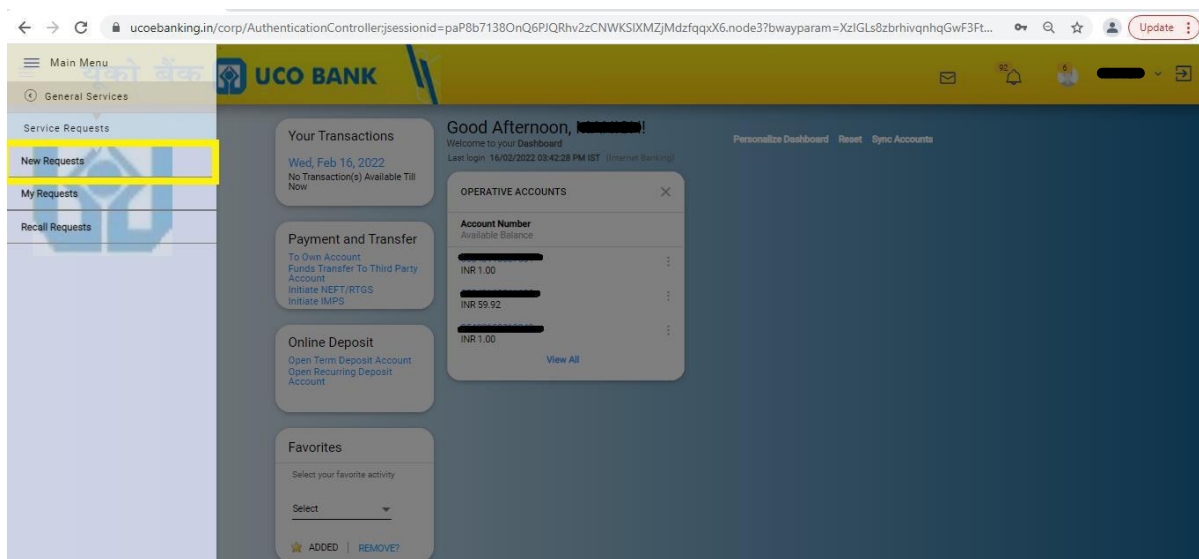 ucoebanking.in/corp/AuthenticationController;jsessionid=paP8b7138OnQ6PJQRhv2zCNWKSIXMZjMdzfqqxX6.node3?bwayparam=XzIGLs8zbrhivqnhqGwF3Ft...
Update
Main Menu
यूको बैंक
UCO BANK
92
6
General Services
Service Requests
New Requests
My Requests
Recall Requests
Your Transactions
Wed, Feb 16, 2022
No Transaction(s) Available Till
Now
Payment and Transfer
To Own Account
Funds Transfer To Third Party
Account
Initiate NEFT/RTGS
Initiate IMPS
Online Deposit
Open Term Deposit Account
Open Recurring Deposit
Account
Favorites
Select your favorite activity
Select
ADDED | REMOVE?
Good Afternoon, !
Welcome to your Dashboard
Last login 16/02/2022 03:42:28 PM IST (Internet Banking)
OPERATIVE ACCOUNTS
Account Number
Available Balance
INR 1.00
INR 59.92
INR 1.00
View All
Personalize Dashboard Reset Sync Accounts